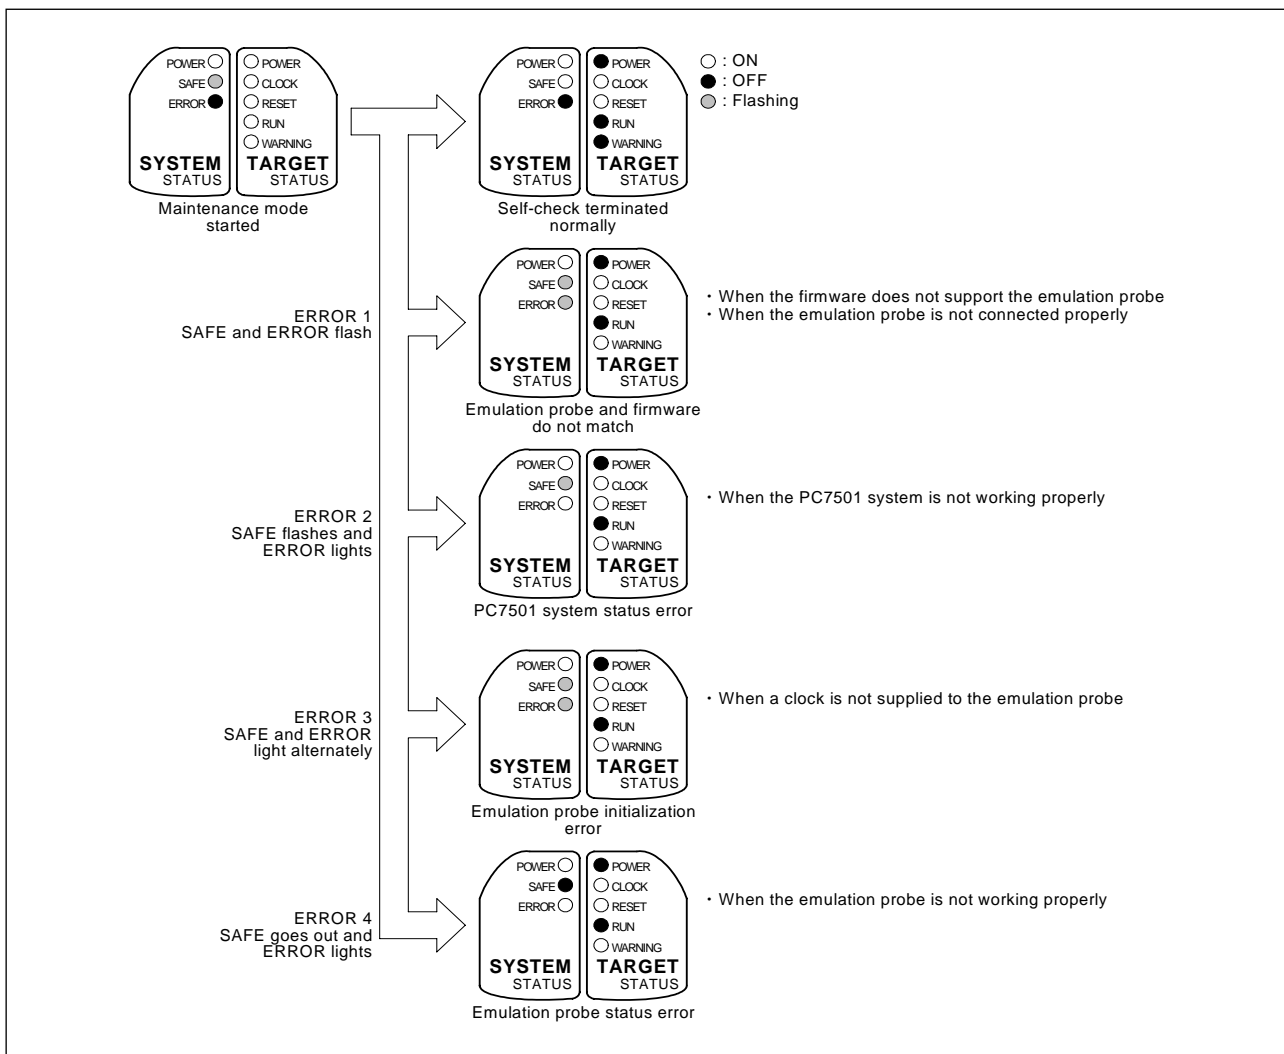 POWER
SAFE
ERROR
SYSTEM
STATUS
POWER
CLOCK
RESET
RUN
WARNING
TARGET
STATUS
Maintenance mode
started
POWER
SAFE
ERROR
SYSTEM
STATUS
POWER
CLOCK
RESET
RUN
WARNING
TARGET
STATUS
Self-check terminated
normally
: ON
: OFF
: Flashing
ERROR 1
SAFE and ERROR flash
POWER
SAFE
ERROR
SYSTEM
STATUS
POWER
CLOCK
RESET
RUN
WARNING
TARGET
STATUS
Emulation probe and firmware
do not match
・When the firmware does not support the emulation probe
・When the emulation probe is not connected properly
ERROR 2
SAFE flashes and
ERROR lights
POWER
SAFE
ERROR
SYSTEM
STATUS
POWER
CLOCK
RESET
RUN
WARNING
TARGET
STATUS
PC7501 system status error
・When the PC7501 system is not working properly
ERROR 3
SAFE and ERROR
light alternately
POWER
SAFE
ERROR
SYSTEM
STATUS
POWER
CLOCK
RESET
RUN
WARNING
TARGET
STATUS
Emulation probe initialization
error
・When a clock is not supplied to the emulation probe
ERROR 4
SAFE goes out and
ERROR lights
POWER
SAFE
ERROR
SYSTEM
STATUS
POWER
CLOCK
RESET
RUN
WARNING
TARGET
STATUS
Emulation probe status error
・When the emulation probe is not working properly